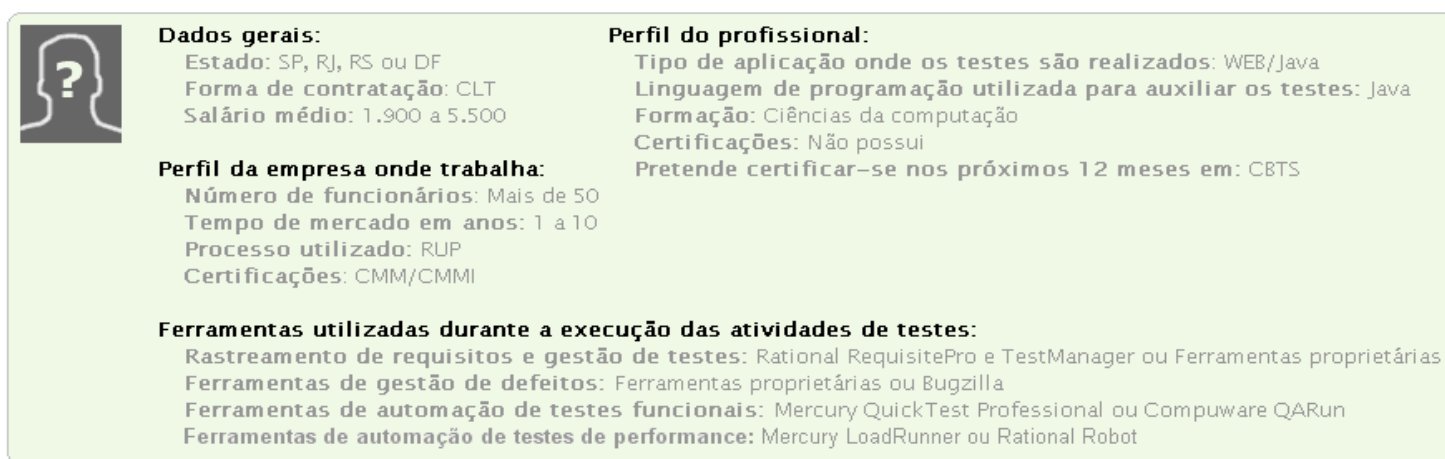 ?
Dados gerais:
Estado: SP, RJ, RS ou DF
Forma de contratação: CLT
Salário médio: 1.900 a 5.500
Perfil da empresa onde trabalha:
Número de funcionários: Mais de 50
Tempo de mercado em anos: 1 a 10
Processo utilizado: RUP
Certificações: CMM/CMMI
Perfil do profissional:
Tipo de aplicação onde os testes são realizados: WEB/Java
Linguagem de programação utilizada para auxiliar os testes: Java
Formação: Ciências da computação
Certificações: Não possui
Pretende certificar-se nos próximos 12 meses em: CBTS
Ferramentas utilizadas durante a execução das atividades de testes:
Rastreamento de requisitos e gestão de testes: Rational RequisitePro e TestManager ou Ferramentas proprietárias
Ferramentas de gestão de defeitos: Ferramentas proprietárias ou Bugzilla
Ferramentas de automação de testes funcionais: Mercury QuickTest Professional ou Compuware QARun
Ferramentas de automação de testes de performance: Mercury LoadRunner ou Rational Robot